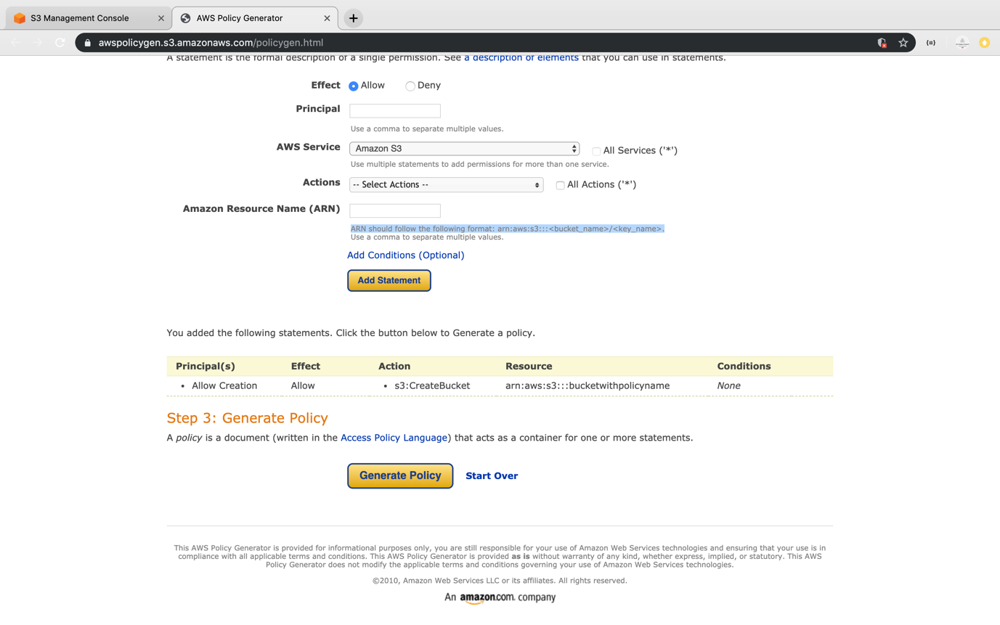 S3 Management Console
AWS Policy Generator
awspolicygen.s3.amazonaws.com/policygen.html
A statement is the formal description of a single permission. See a description of elements that you can use in statements.
Effect Allow Deny
Principal
Use a comma to separate multiple values.
AWS Service Amazon S3 All Services ('*')
Use multiple statements to add permissions for more than one service.
Actions -- Select Actions -- All Actions ('*')
Amazon Resource Name (ARN)
ARN should follow the following format: arn:aws:s3:::<bucket_name>/<key_name>.
Use a comma to separate multiple values.
Add Conditions (Optional)
Add Statement
You added the following statements. Click the button below to Generate a policy.
Principal(s) Effect Action Resource Conditions
• Allow Creation Allow • s3:CreateBucket arn:aws:s3:::bucketwithpolicyname None
Step 3: Generate Policy
A policy is a document (written in the Access Policy Language) that acts as a container for one or more statements.
Generate Policy Start Over
This AWS Policy Generator is provided for informational purposes only, you are still responsible for your use of Amazon Web Services technologies and ensuring that your use is in
compliance with all applicable terms and conditions. This AWS Policy Generator is provided as is without warranty of any kind, whether express, implied, or statutory. This AWS
Policy Generator does not modify the applicable terms and conditions governing your use of Amazon Web Services technologies.
©2010, Amazon Web Services LLC or its affiliates. All rights reserved.
An amazon.com. company